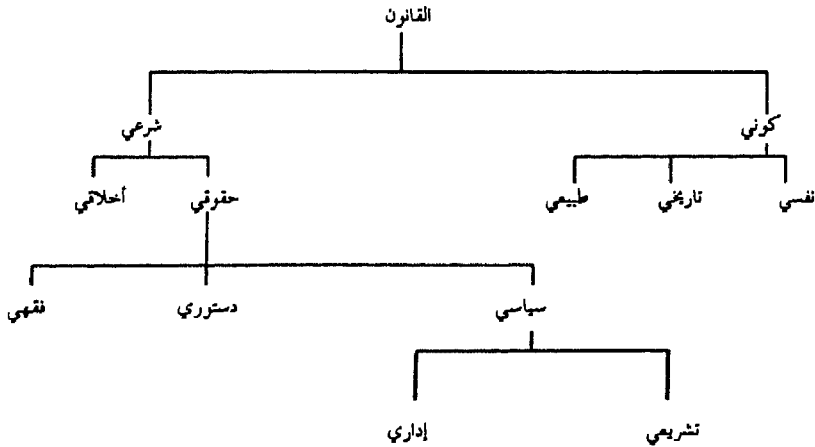 القانون
كوني شرعي
نفسي تاريخي طبيعي حقوقي أخلاقي
سياسي دستوري فقهي
تشريعي إداري